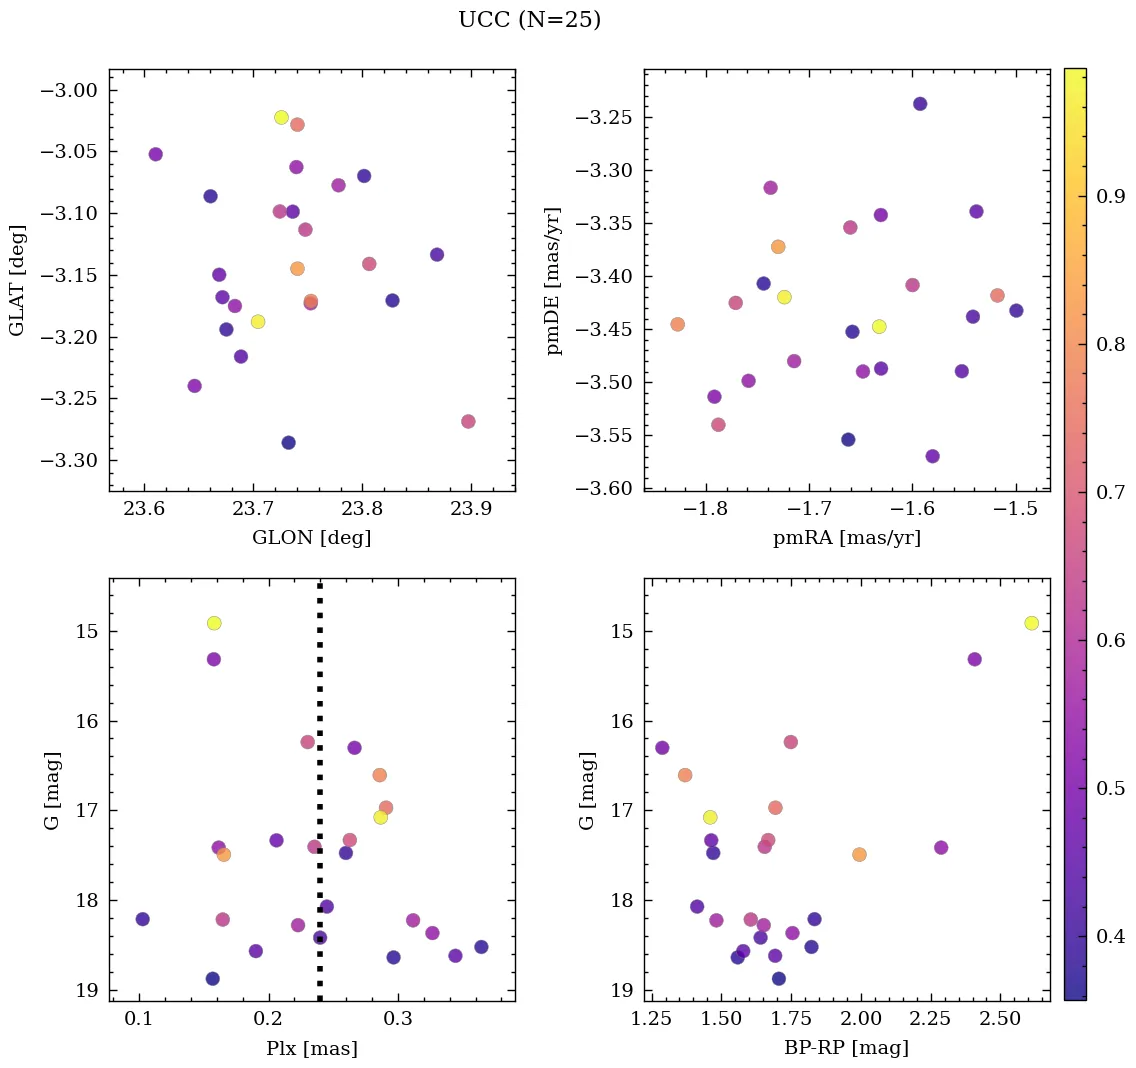 UCC (N=25)
−3.00
−3.05
−3.10
−3.15
−3.20
−3.25
−3.30
GLAT [deg]
23.6 23.7 23.8 23.9
GLON [deg]
−3.25
−3.30
−3.35
−3.40
−3.45
−3.50
−3.55
−3.60
pmDE [mas/yr]
−1.8 −1.7 −1.6 −1.5
pmRA [mas/yr]
0.9
0.8
0.7
0.6
0.5
0.4
15
16
17
18
19
G [mag]
0.1 0.2 0.3
Plx [mas]
15
16
17
18
19
G [mag]
1.25 1.50 1.75 2.00 2.25 2.50
BP-RP [mag]